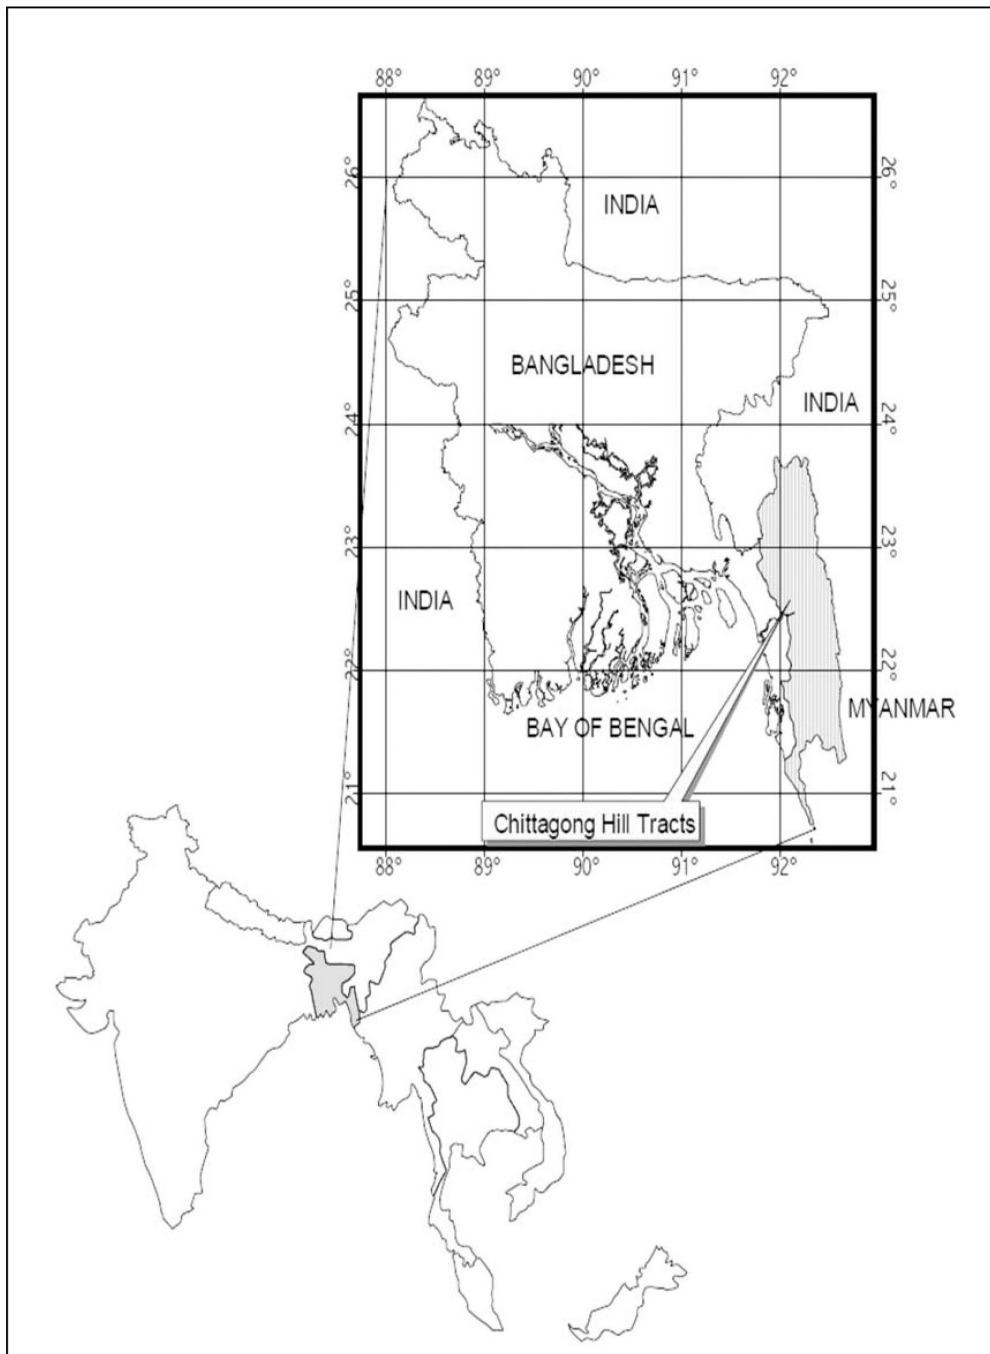 88° 89° 90° 91° 92°
26° 26°
INDIA
25° 25°
BANGLADESH
INDIA
24° 24°
23° 23°
INDIA
22° 22°
MYANMAR
BAY OF BENGAL
21° 21°
Chittagong Hill Tracts
88° 89° 90° 91° 92°